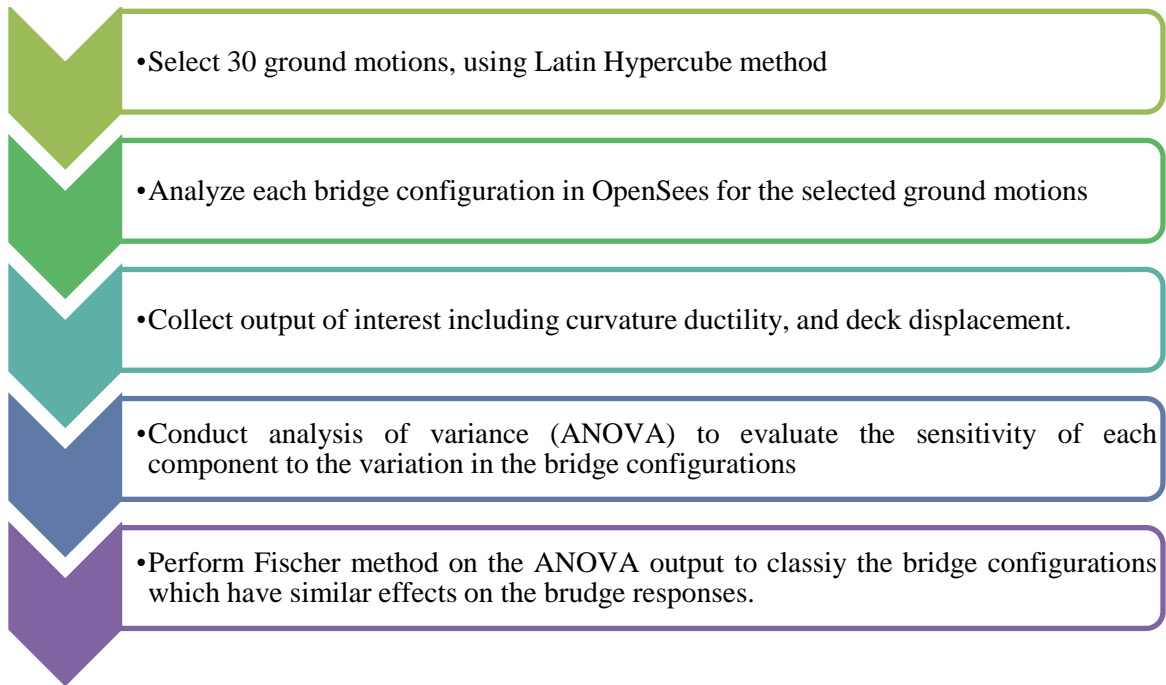 •Select 30 ground motions, using Latin Hypercube method
•Analyze each bridge configuration in OpenSees for the selected ground motions
•Collect output of interest including curvature ductility, and deck displacement.
•Conduct analysis of variance (ANOVA) to evaluate the sensitivity of each
component to the variation in the bridge configurations
•Perform Fischer method on the ANOVA output to classiy the bridge configurations
which have similar effects on the brudge responses.